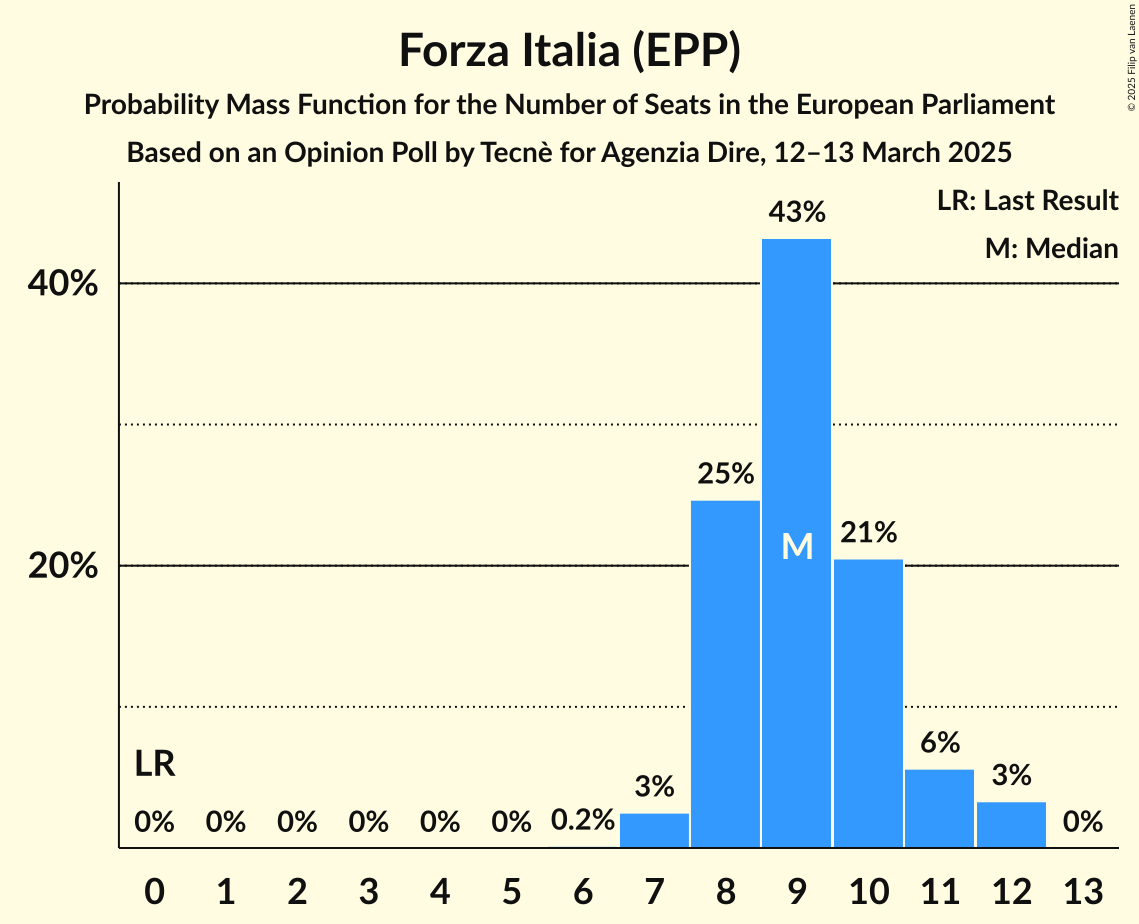 Forza Italia (EPP)
Probability Mass Function for the Number of Seats in the European Parliament
Based on an Opinion Poll by Tecnè for Agenzia Dire, 12–13 March 2025
© 2025 Filip van Laenen
LR: Last Result
M: Median
43%
40%
25%
M
21%
20%
LR
6%
3%
3%
0% 0% 0% 0% 0% 0% 0.2% 0%
0 1 2 3 4 5 6 7 8 9 10 11 12 13